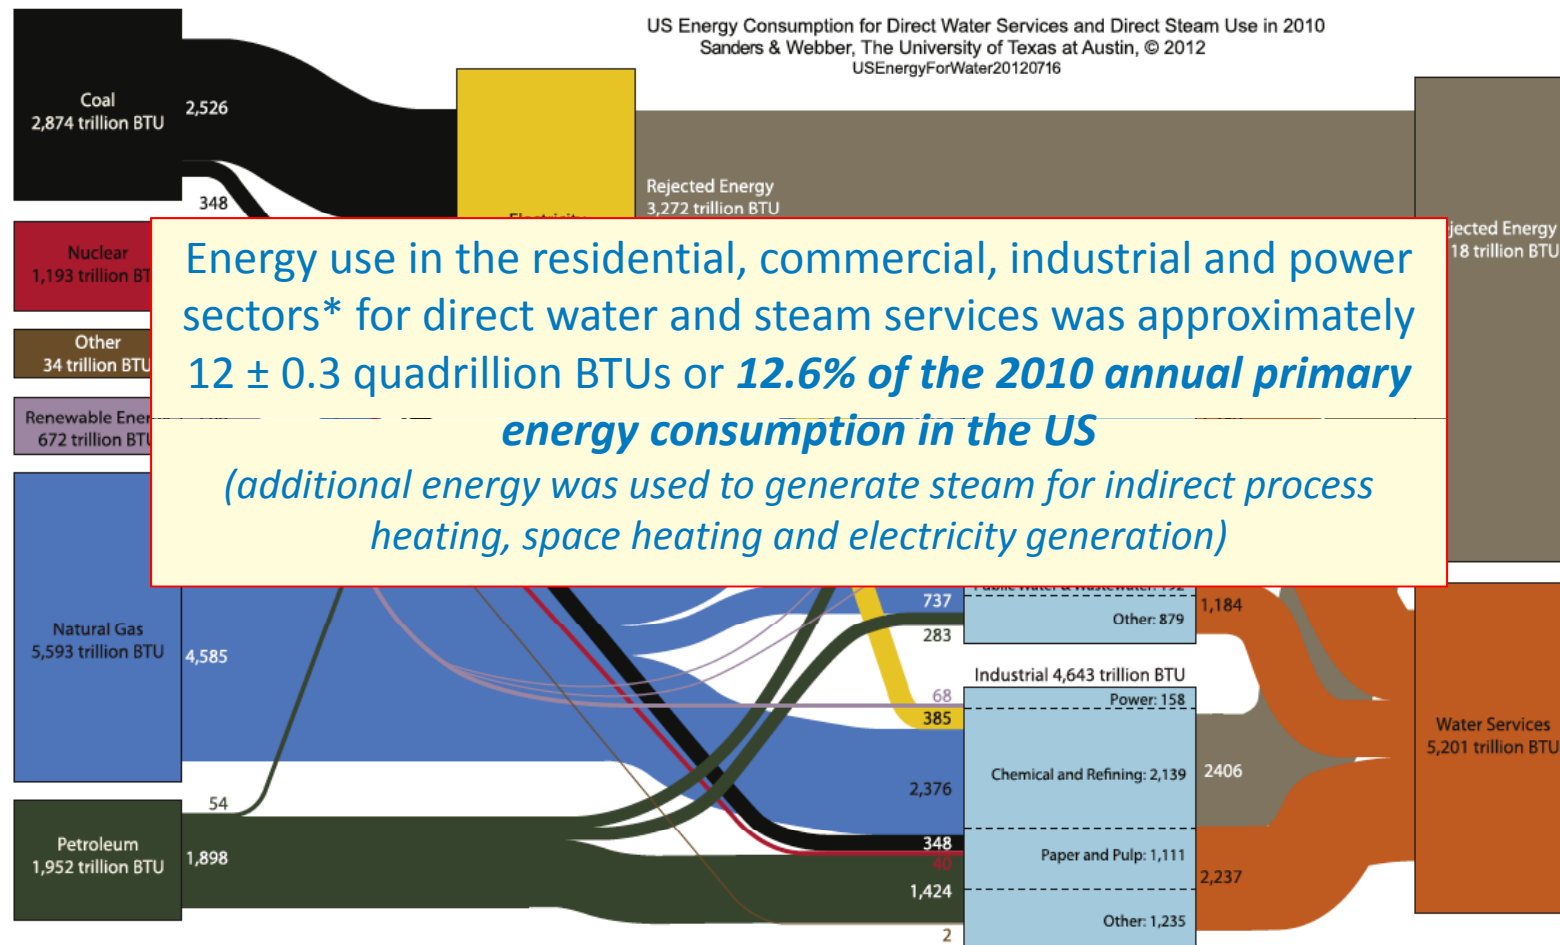 US Energy Consumption for Direct Water Services and Direct Steam Use in 2010
Sanders & Webber, The University of Texas at Austin, © 2012
USEnergyForWater20120716
Coal
2,874 trillion BTU
2,526
348
Rejected Energy
3,272 trillion BTU
Nuclear
1,193 trillion
Other
34 trillion BTU
Renewable
672 trillion
Energy use in the residential, commercial, industrial and power
sectors* for direct water and steam services was approximately
12 ± 0.3 quadrillion BTUs or 12.6% of the 2010 annual primary
energy consumption in the US
(additional energy was used to generate steam for indirect process
heating, space heating and electricity generation)
Energy
trillion BTU
Natural Gas
5,593 trillion BTU
4,585
737
283
Other: 879
1,184
Industrial 4,643 trillion BTU
68
385
Power: 158
2,376
Chemical and Refining: 2,139
2406
348
40
Paper and Pulp: 1,111
2,237
1,424
Other: 1,235
2
Water Services
5,201 trillion BTU
54
Petroleum
1,952 trillion BTU
1,898